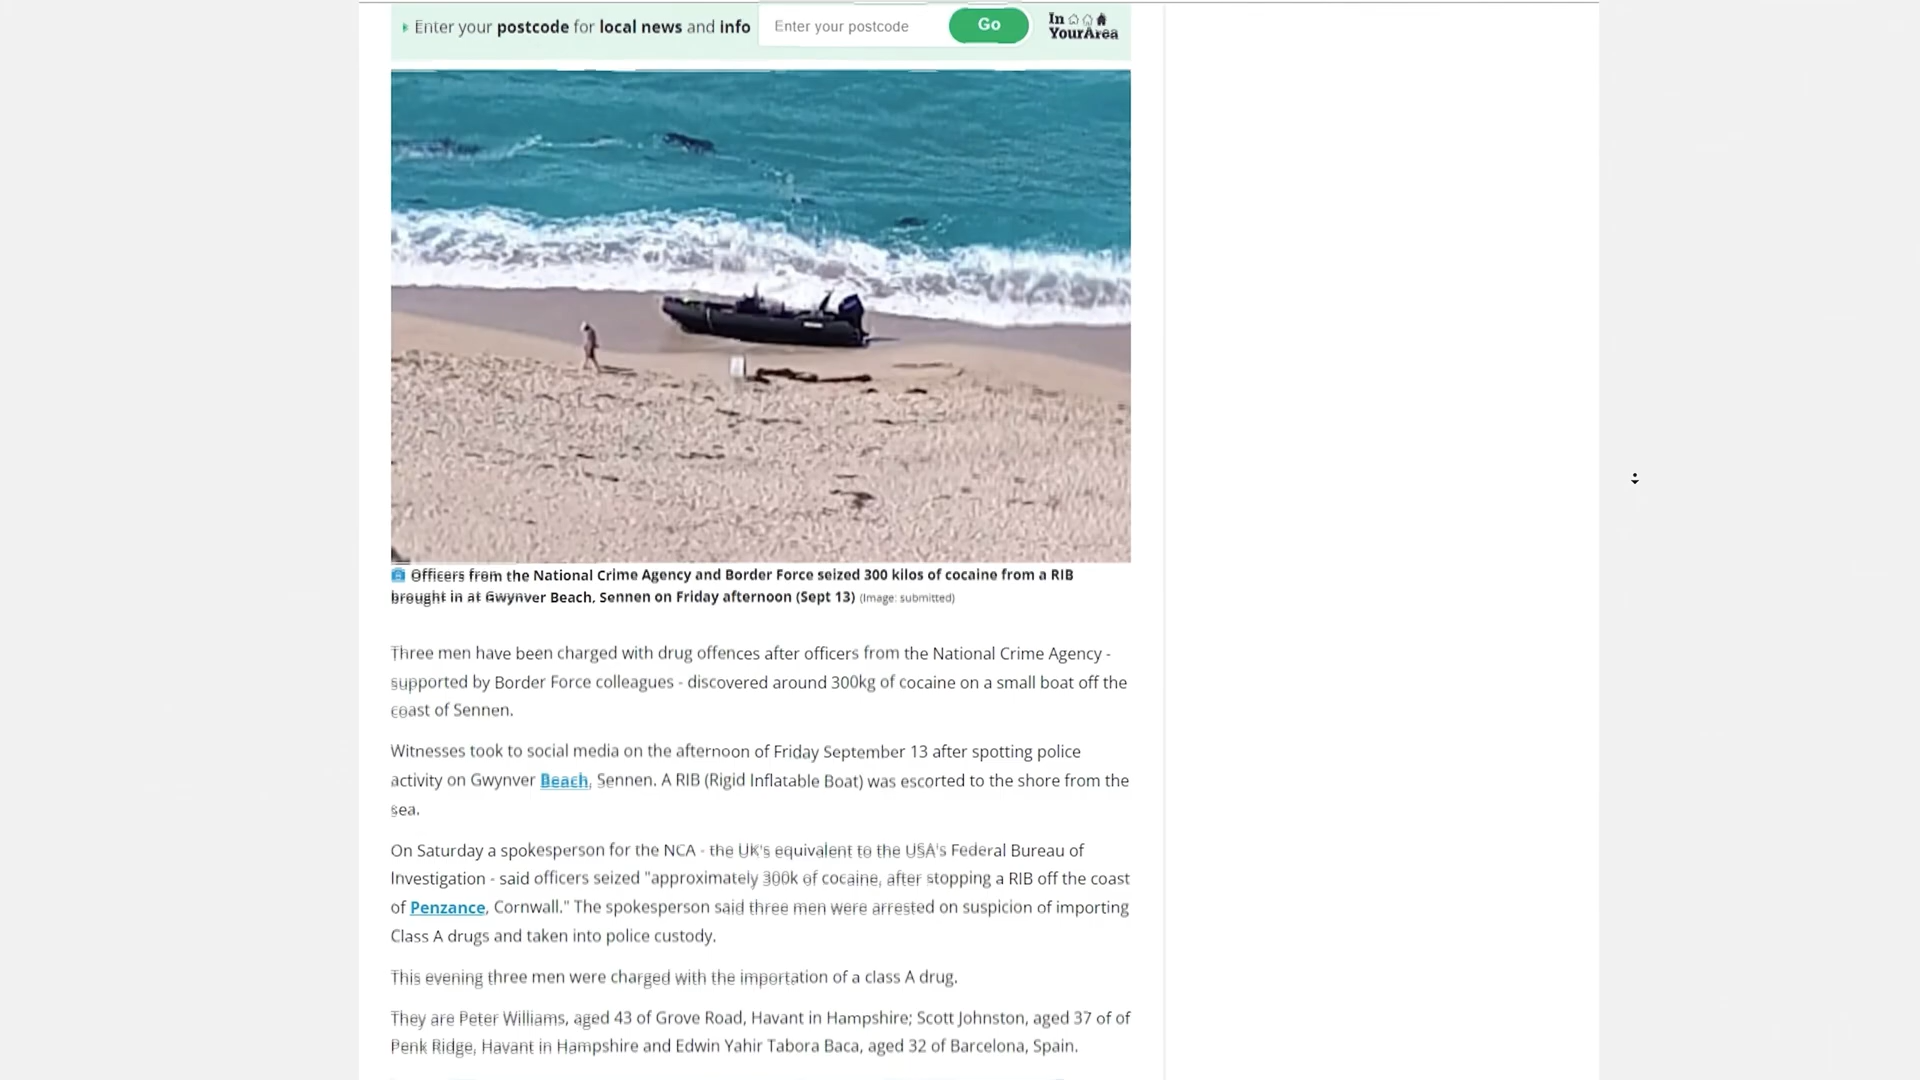 Enter your postcode for local news and info
Enter your postcode
Go
In
YourArea
Officers from the National Crime Agency and Border Force seized 300 kilos of cocaine from a RIB
brought in at Gwynver Beach, Sennen on Friday afternoon (Sept 13) (Image: submitted)
Three men have been charged with drug offences after officers from the National Crime Agency -
supported by Border Force colleagues - discovered around 300kg of cocaine on a small boat off the
coast of Sennen.
Witnesses took to social media on the afternoon of Friday September 13 after spotting police
activity on Gwynver Beach, Sennen. A RIB (Rigid Inflatable Boat) was escorted to the shore from the
sea.
On Saturday a spokesperson for the NCA - the UK's equivalent to the USA's Federal Bureau of
Investigation - said officers seized "approximately 300k of cocaine, after stopping a RIB off the coast
of Penzance, Cornwall." The spokesperson said three men were arrested on suspicion of importing
Class A drugs and taken into police custody.
This evening three men were charged with the importation of a class A drug.
They are Peter Williams, aged 43 of Grove Road, Havant in Hampshire; Scott Johnston, aged 37 of of
Penk Ridge, Havant in Hampshire and Edwin Yahir Tabora Baca, aged 32 of Barcelona, Spain.